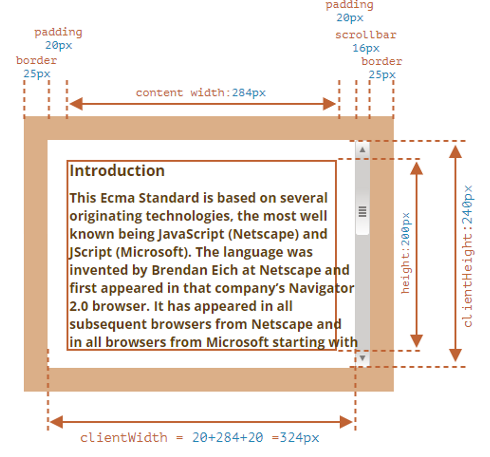 padding
20px
padding
20px
scrollbar
16px
border
25px
border
25px
content width:284px
Introduction
This Ecma Standard is based on several
originating technologies, the most well
known being JavaScript (Netscape) and
JScript (Microsoft). The language was
invented by Brendan Eich at Netscape and
first appeared in that company’s Navigator
2.0 browser. It has appeared in all
subsequent browsers from Netscape and
in all browsers from Microsoft starting with
height:200px
clientHeight:240px
clientWidth = 20+284+20 =324px